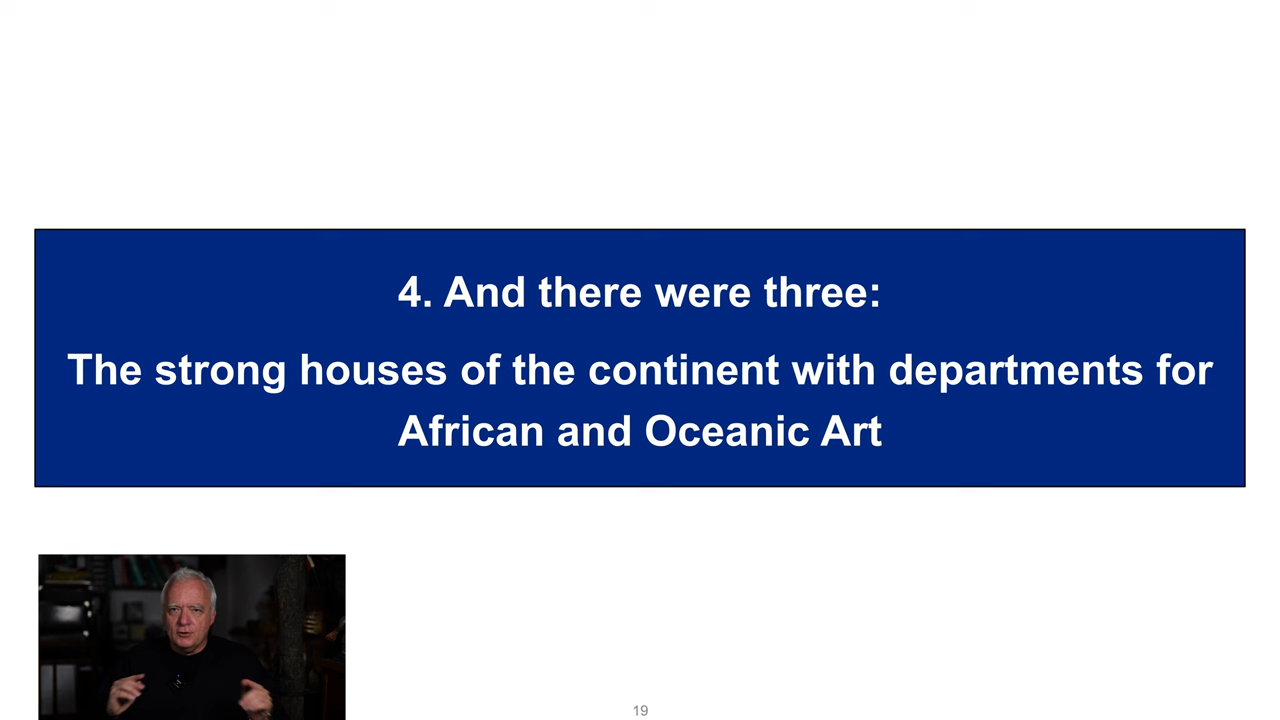 4. And there were three:
The strong houses of the continent with departments for
African and Oceanic Art
19